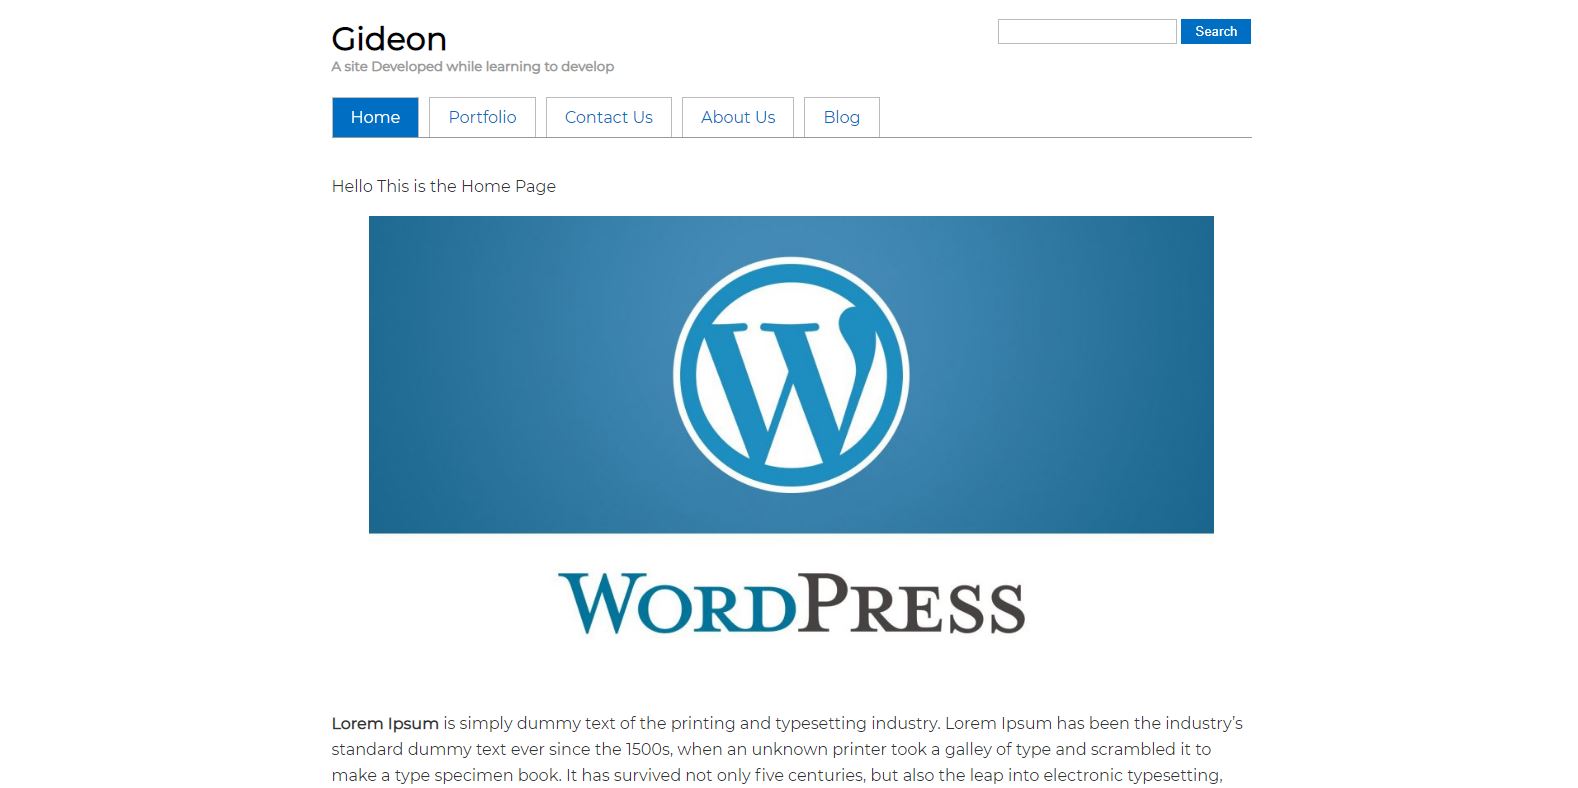 Gideon
Search
A site Developed while learning to develop
Home Portfolio Contact Us About Us Blog
Hello This is the Home Page
W
WORDPRESS
Lorem Ipsum is simply dummy text of the printing and typesetting industry. Lorem Ipsum has been the industry’s
standard dummy text ever since the 1500s, when an unknown printer took a galley of type and scrambled it to
make a type specimen book. It has survived not only five centuries, but also the leap into electronic typesetting,